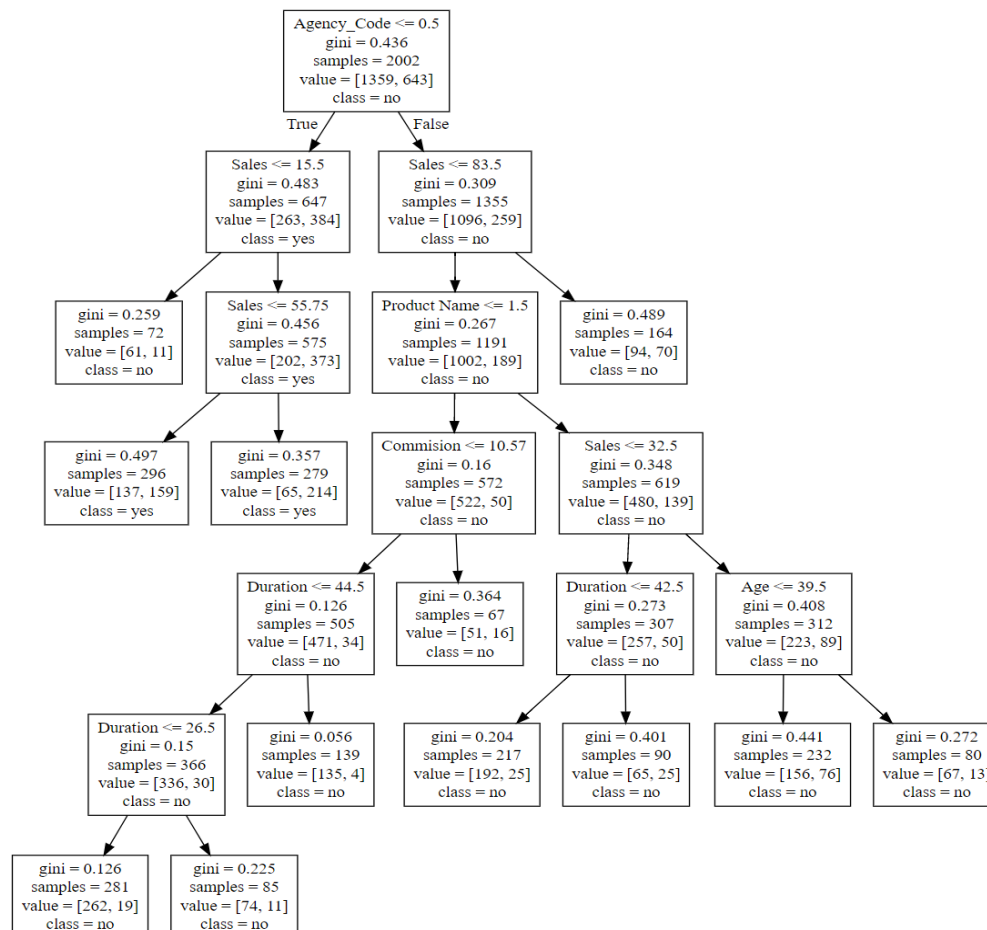 Agency_Code <= 0.5
gini = 0.436
samples = 2002
value = [1359, 643]
class = no
True
False
Sales <= 15.5
gini = 0.483
samples = 647
value = [263, 384]
class = yes
Sales <= 83.5
gini = 0.309
samples = 1355
value = [1096, 259]
class = no
gini = 0.259
samples = 72
value = [61, 11]
class = no
Sales <= 55.75
gini = 0.456
samples = 575
value = [202, 373]
class = yes
Product Name <= 1.5
gini = 0.267
samples = 1191
value = [1002, 189]
class = no
gini = 0.489
samples = 164
value = [94, 70]
class = no
gini = 0.497
samples = 296
value = [137, 159]
class = yes
gini = 0.357
samples = 279
value = [65, 214]
class = yes
Commision <= 10.57
gini = 0.16
samples = 572
value = [522, 50]
class = no
Sales <= 32.5
gini = 0.348
samples = 619
value = [480, 139]
class = no
Duration <= 44.5
gini = 0.126
samples = 505
value = [471, 34]
class = no
gini = 0.364
samples = 67
value = [51, 16]
class = no
Duration <= 42.5
gini = 0.273
samples = 307
value = [257, 50]
class = no
Age <= 39.5
gini = 0.408
samples = 312
value = [223, 89]
class = no
Duration <= 26.5
gini = 0.15
samples = 366
value = [336, 30]
class = no
gini = 0.056
samples = 139
value = [135, 4]
class = no
gini = 0.204
samples = 217
value = [192, 25]
class = no
gini = 0.401
samples = 90
value = [65, 25]
class = no
gini = 0.441
samples = 232
value = [156, 76]
class = no
gini = 0.272
samples = 80
value = [67, 13]
class = no
gini = 0.126
samples = 281
value = [262, 19]
class = no
gini = 0.225
samples = 85
value = [74, 11]
class = no